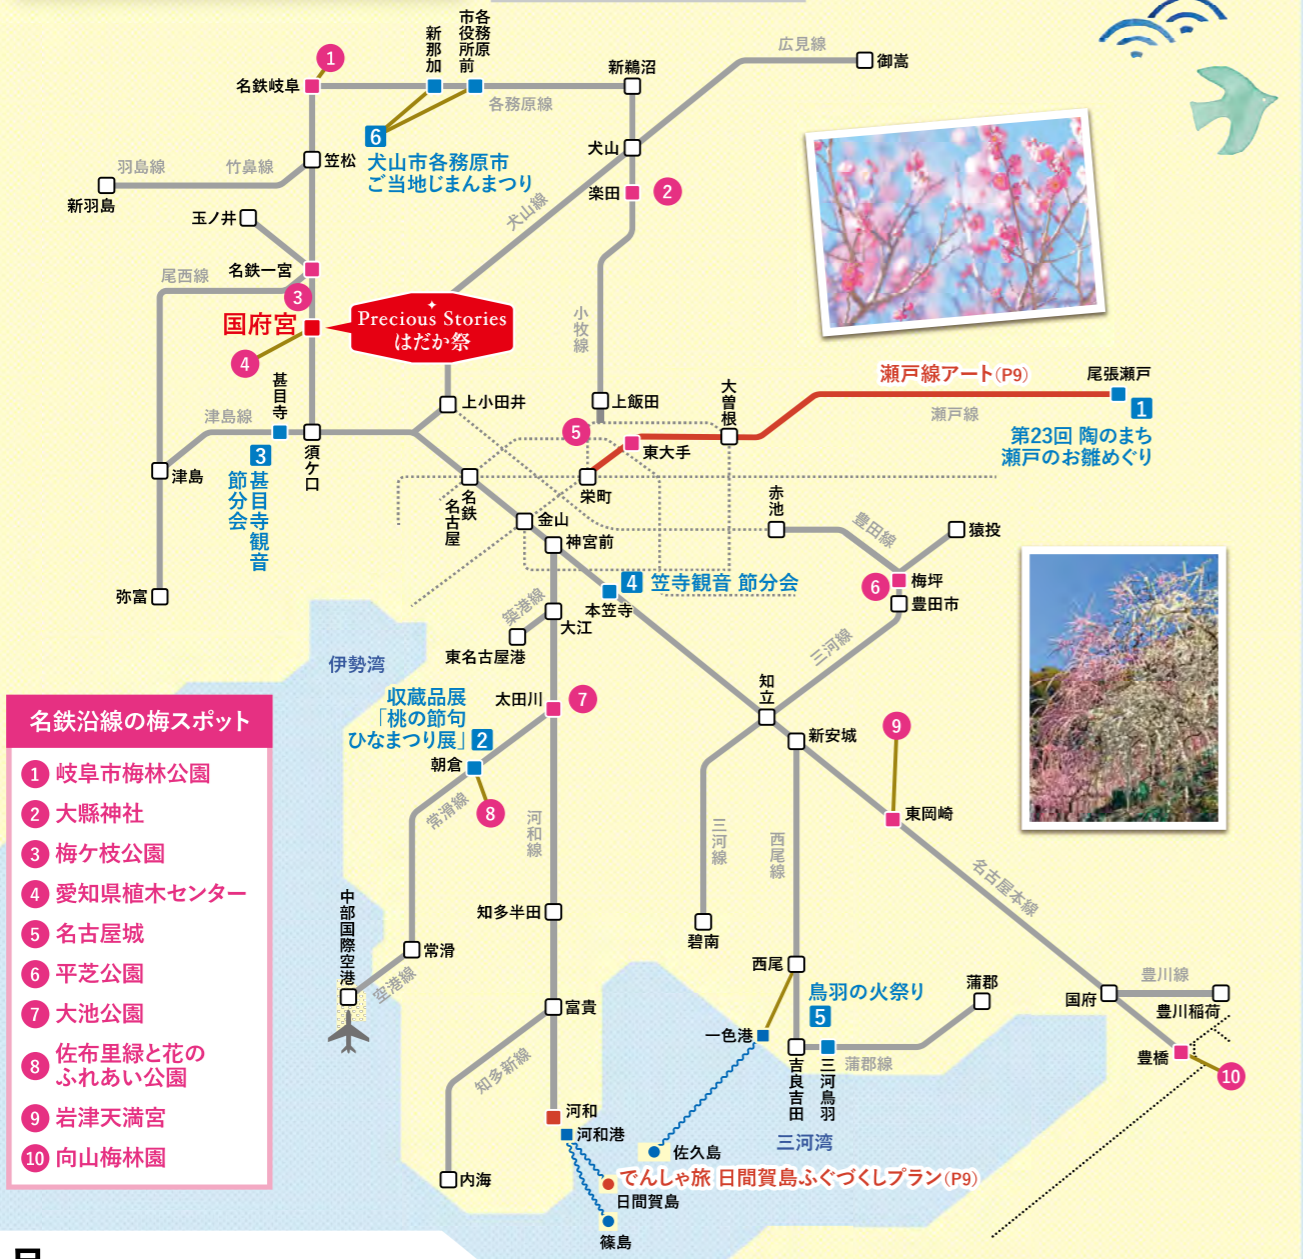 1
名鉄岐阜
新那加
各務原
市役所前
新鵜沼
広見線
御嵩
各務原線
6
犬山市各務原市
ご当地じまんまつり
羽島線
竹鼻線
笠松
新羽島
犬山
楽田
2
玉ノ井
犬山線
尾西線
名鉄一宮
3
国府宮
Precious Stories
はだか祭
4
小牧線
甚目寺
津島線
3
甚目寺観音
節分会
須ケ口
津島
弥富
上小田井
上飯田
大曽根
瀬戸線アート(P9)
瀬戸線
尾張瀬戸
1
第23回 陶のまち
瀬戸のお雛めぐり
5
東大手
栄町
名鉄
名古屋
金山
神宮前
赤池
豊田線
猿投
6
梅坪
豊田市
4
笠寺観音 節分会
本笠寺
築港線
大江
東名古屋港
三河線
伊勢湾
収蔵品展
「桃の節句
ひなまつり展」
2
太田川
7
朝倉
8
常滑線
河和線
知立
新安城
9
東岡崎
三河線
西尾線
名古屋本線
碧南
名鉄沿線の梅スポット
1 岐阜市梅林公園
2 大縣神社
3 梅ケ枝公園
4 愛知県植木センター
5 名古屋城
6 平芝公園
7 大池公園
8 佐布里緑と花の
ふれあい公園
9 岩津天満宮
10 向山梅林園
中部国際空港
常滑
空港線
知多半田
富貴
知多新線
内海
河和
河和港
西尾
鳥羽の火祭り
5
一色港
吉良吉田
三河鳥羽
蒲郡線
蒲郡
国府
豊川線
豊川稲荷
豊橋
10
三河湾
佐久島
でんしゃ旅 日間賀島ふぐづくしプラン(P9)
日間賀島
篠島